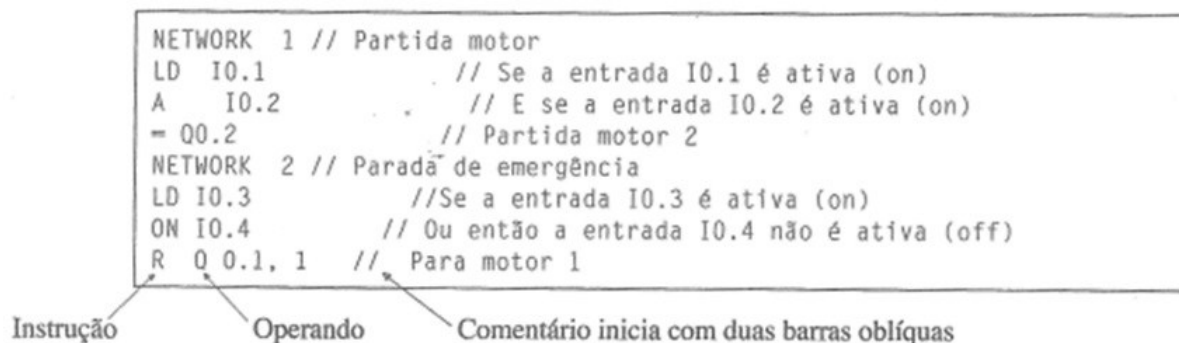 NETWORK 1 // Partida motor
LD I0.1 // Se a entrada I0.1 é ativa (on)
A I0.2 // E se a entrada I0.2 é ativa (on)
= Q0.2 // Partida motor 2
NETWORK 2 // Parada de emergência
LD I0.3 //Se a entrada I0.3 é ativa (on)
ON I0.4 // Ou então a entrada I0.4 não é ativa (off)
R Q 0.1, 1 // Para motor 1
Instrução Operando Comentário inicia com duas barras oblíquas